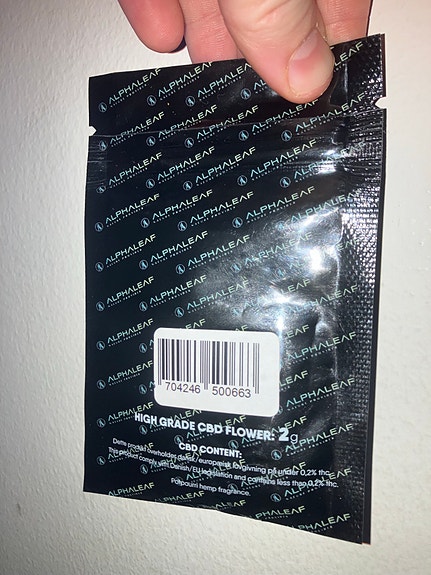 ALPHALEAF
704246 500663
HIGH GRADE CBD FLOWER: 2g
CBD CONTENT:
Dette produkt overholder dansk/europæisk lovgivning på under 0,2% thc.
This product comply with Danish/EU legislation and contains less than 0,2% thc.
Potpourri hemp fragrance.